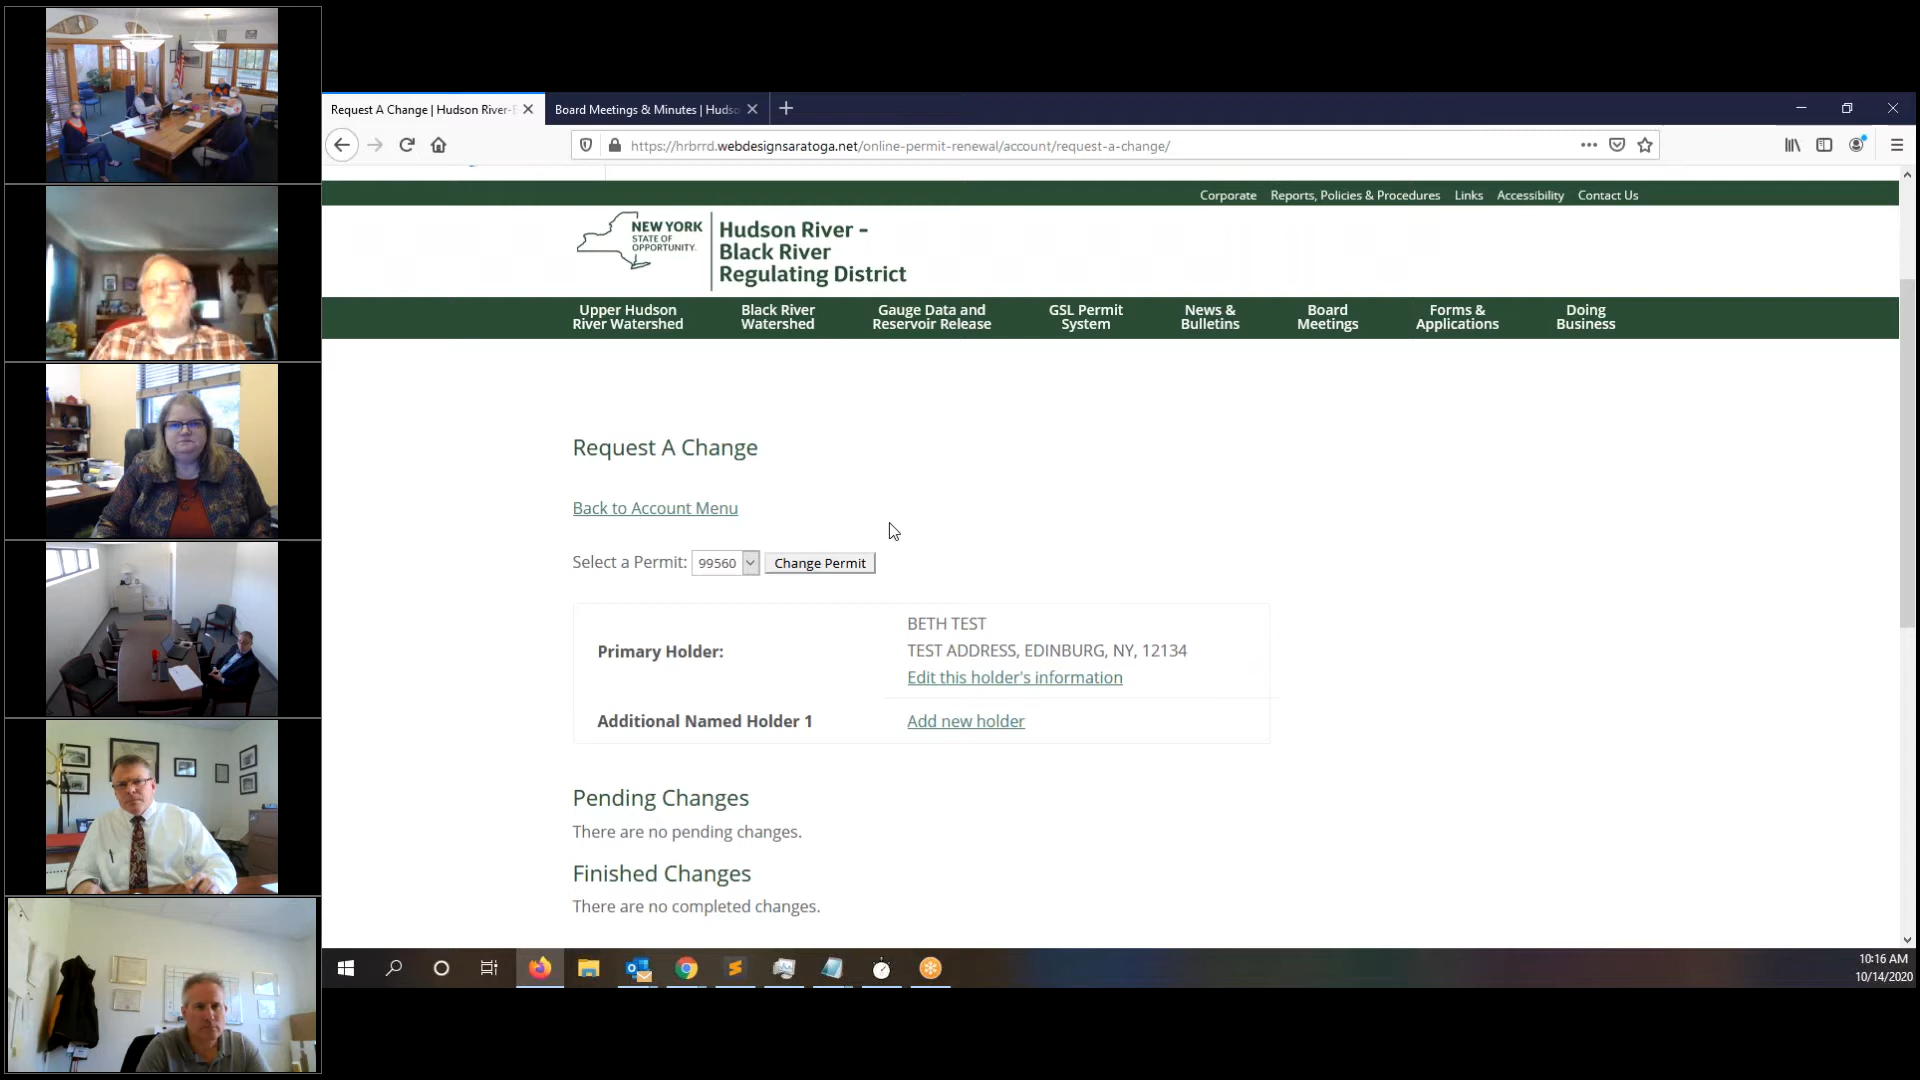 Request A Change | Hudson River-
Board Meetings & Minutes | Huds
https://hrbrrd.webdesignsaratoga.net/online-permit-renewal/account/request-a-change/
Corporate Reports, Policies & Procedures Links Accessibility Contact Us
NEW YORK
STATE OF
OPPORTUNITY.
Hudson River -
Black River
Regulating District
Upper Hudson
River Watershed
Black River
Watershed
Gauge Data and
Reservoir Release
GSL Permit
System
News &
Bulletins
Board
Meetings
Forms &
Applications
Doing
Business
Request A Change
Back to Account Menu
Select a Permit: 99560 Change Permit
Primary Holder:
BETH TEST
TEST ADDRESS, EDINBURG, NY, 12134
Edit this holder's information
Additional Named Holder 1 Add new holder
Pending Changes
There are no pending changes.
Finished Changes
There are no completed changes.
10:16 AM
10/14/2020